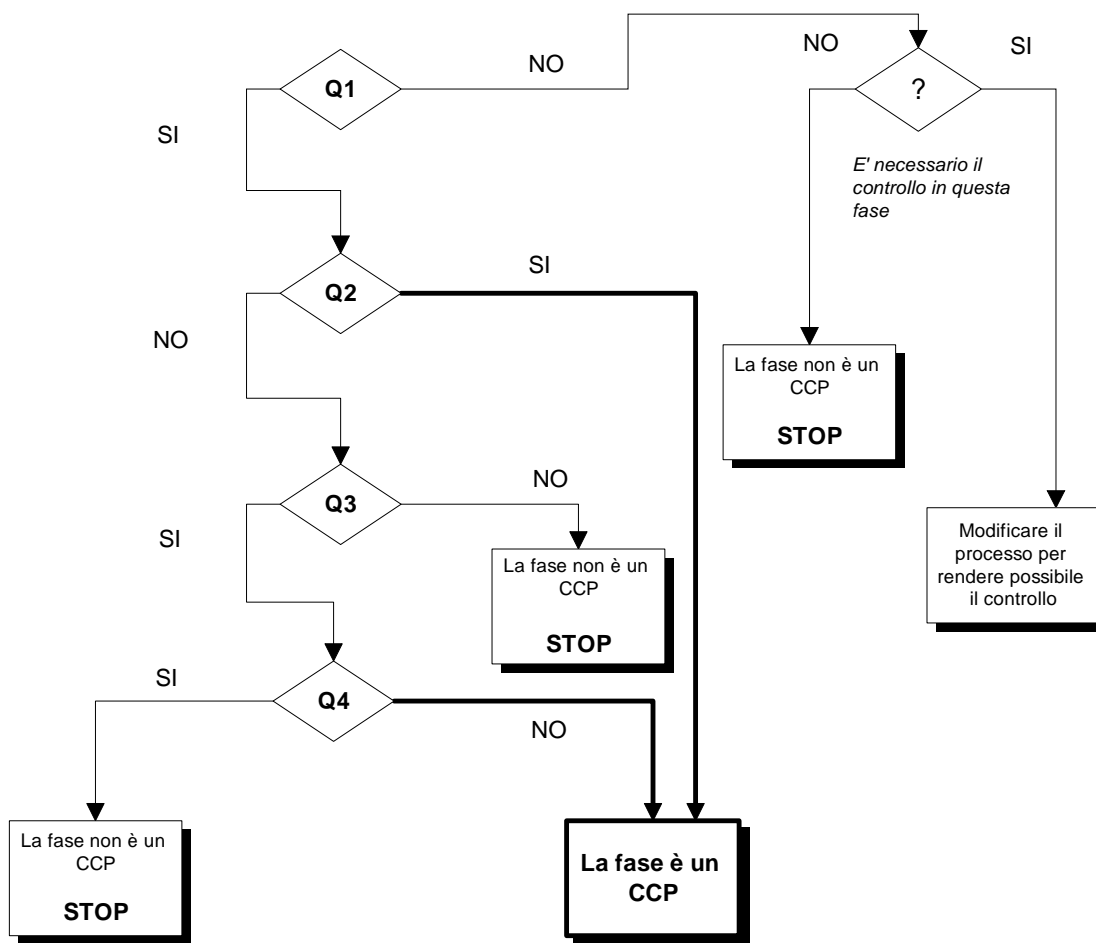 NO
NO
SI
Q1
?
SI
E' necessario il
controllo in questa
fase
SI
Q2
NO
La fase non è un
CCP
STOP
NO
Q3
SI
Modificare il
processo per
rendere possibile
il controllo
La fase non è un
CCP
STOP
SI
Q4
NO
La fase non è un
CCP
STOP
La fase è un
CCP